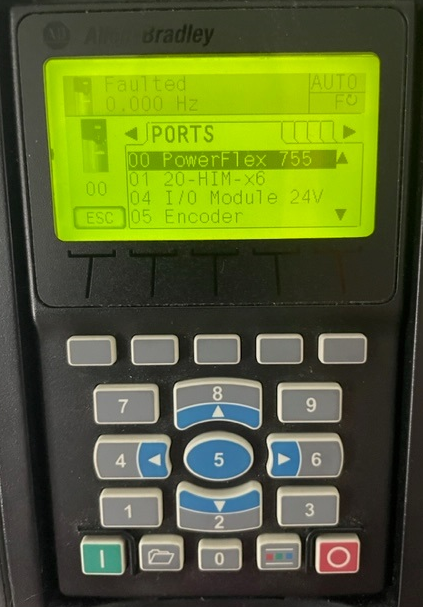 Allen-Bradley
Faulted
AUTO
0.000 Hz
F↻
◄ PORTS ►
00 PowerFlex 755 ▲
01 20-HIM-x6
04 I/O Module 24V
05 Encoder ▼
00
ESC
7
8 ▲
9
4 ◄
5
► 6
1
▼ 2
3
I
0
O